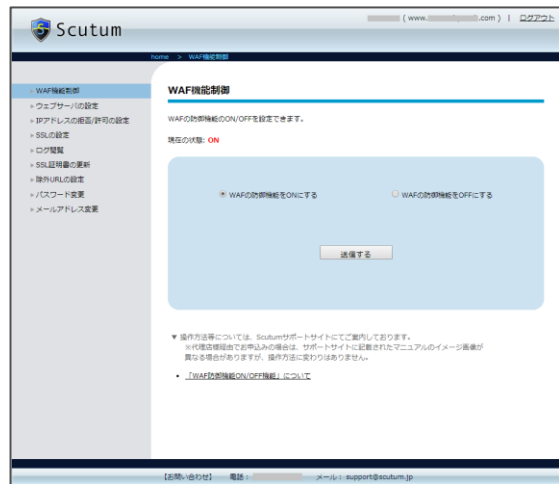 Scutum
( www. .com ) | ログアウト
home > WAF機能制御
WAF機能制御
ウェブサーバの設定
IPアドレスの拒否/許可の設定
SSLの設定
ログ閲覧
SSL証明書の更新
除外URLの設定
パスワード変更
メールアドレス変更
WAF機能制御
WAFの防御機能のON/OFFを設定できます。
現在の状態: ON
WAFの防御機能をONにする
WAFの防御機能をOFFにする
送信する
▼ 操作方法等については、Scutumサポートサイトにてご案内しております。
※代理店様経由でお申込みの場合は、サポートサイトに記載されたマニュアルのイメージ画像が
異なる場合がありますが、操作方法に変わりはありません。
・ 「WAF防御機能ON/OFF機能」について
【お問い合わせ】 電話： メール： support@scutum.jp